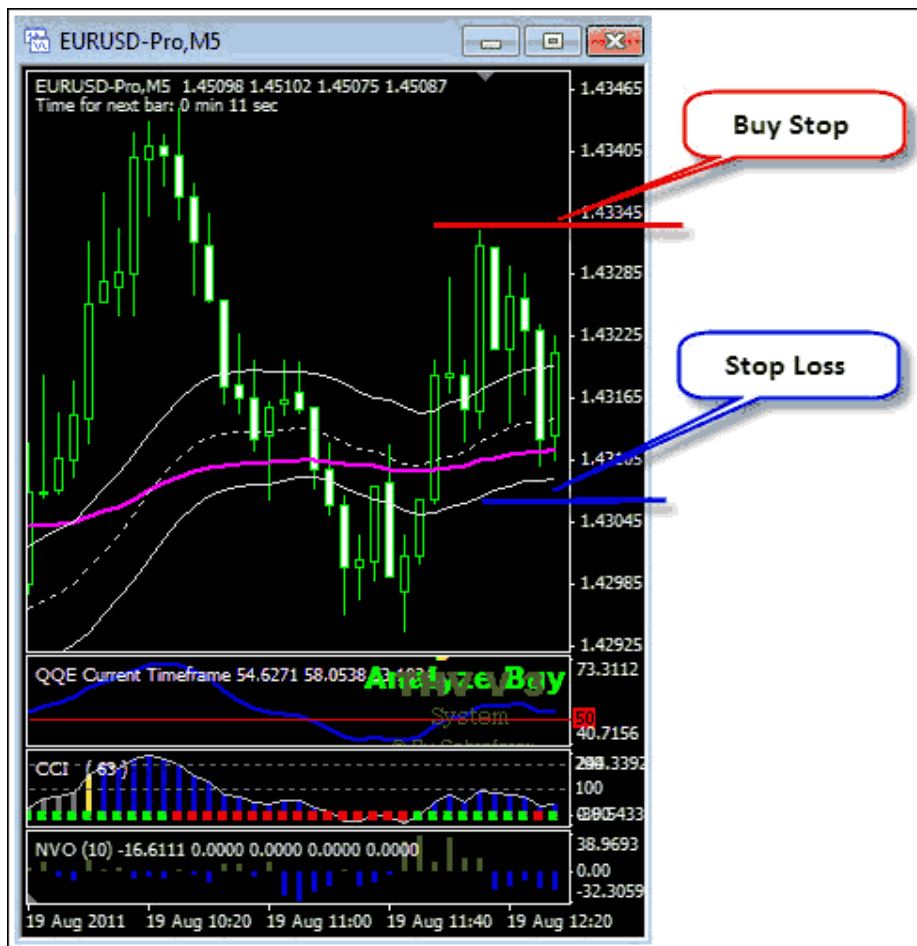 EURUSD-Pro,M5
EURUSD-Pro,M5 1.45098 1.45102 1.45075 1.45087
Time for next bar: 0 min 11 sec
1.43465
Buy Stop
1.43405
1.43345
1.43285
1.43225
Stop Loss
1.43165
1.43105
1.43045
1.42985
1.42925
QQE Current Timeframe 54.6271 58.0538
Analyze Buy
System
73.3112
50
40.7156
CCI ( 63 )
100
NVO (10) -16.6111 0.0000 0.0000 0.0000 0.0000
38.9693
0.00
-32.3059
19 Aug 2011 19 Aug 10:20 19 Aug 11:00 19 Aug 11:40 19 Aug 12:20